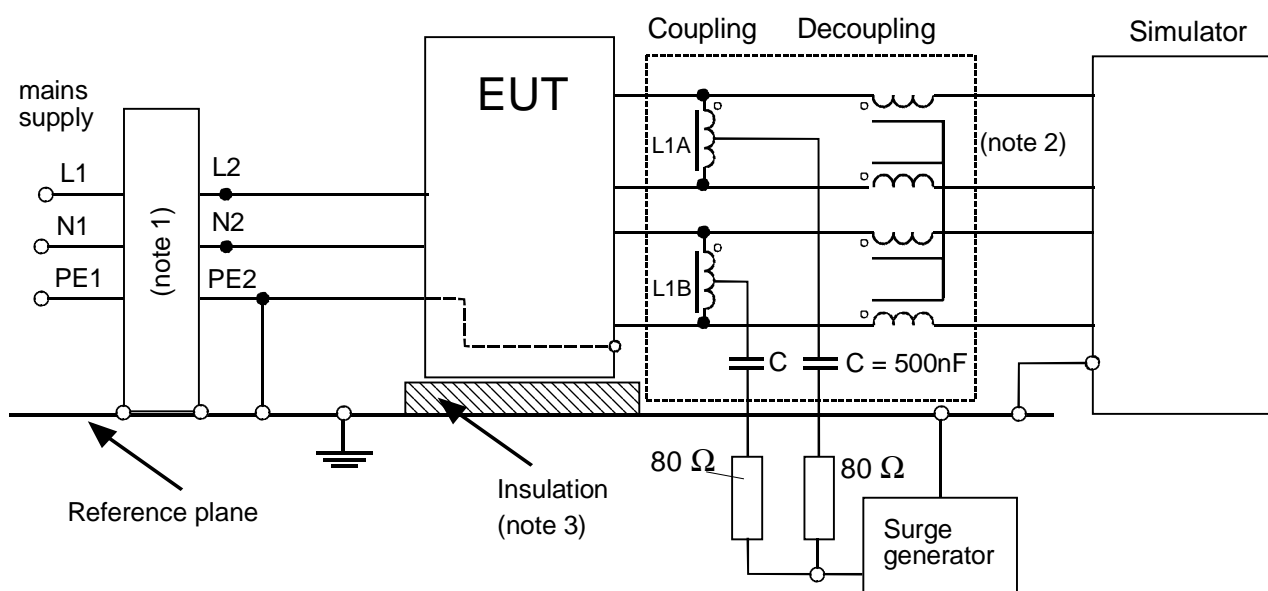 Coupling
Decoupling
Simulator
mains
supply
EUT
L1
L2
L1A
(note 2)
N1
N2
(note 1)
PE1
PE2
L1B
C
C = 500nF
80 Ω
80 Ω
Reference plane
Insulation
(note 3)
Surge
generator